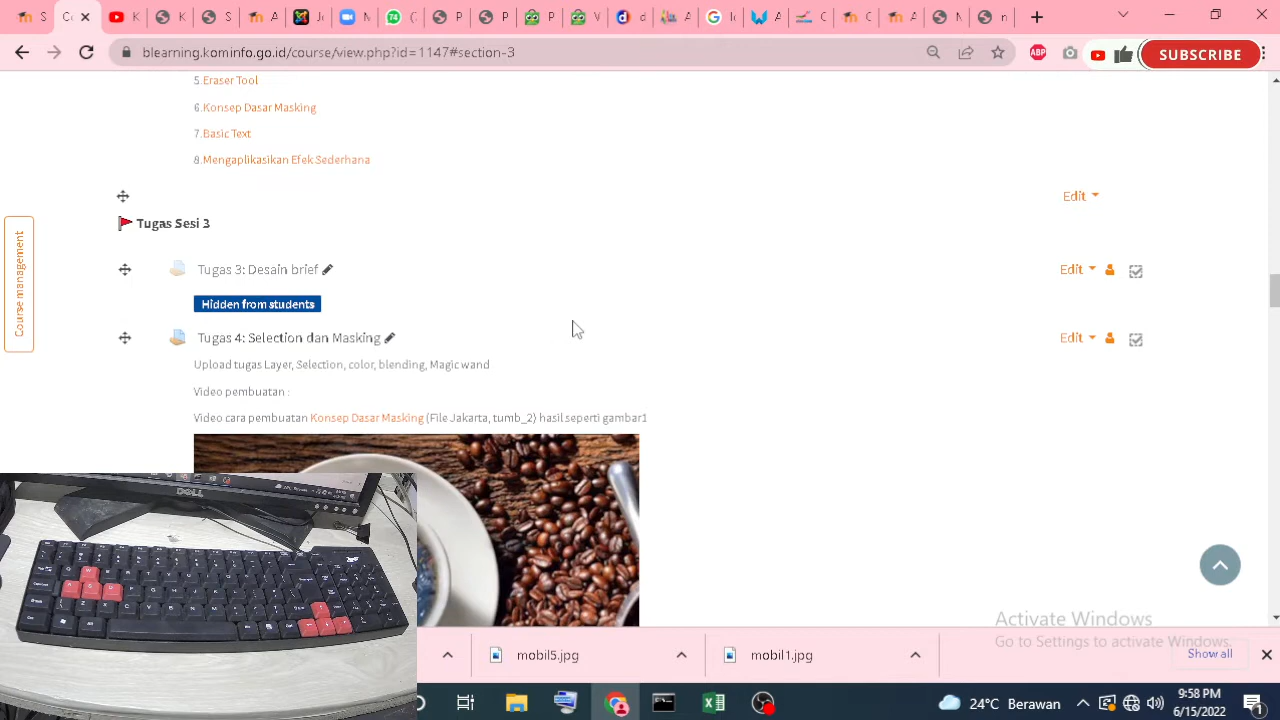 74
blearning.kominfo.go.id/course/view.php?id=1147#section-3
ABP
SUBSCRIBE
5.Eraser Tool
6.Konsep Dasar Masking
7.Basic Text
8.Mengaplikasikan Efek Sederhana
Edit
Tugas Sesi 3
Course management
Tugas 3: Desain brief
Edit
Hidden from students
Tugas 4: Selection dan Masking
Edit
Upload tugas Layer, Selection, color, blending, Magic wand
Video pembuatan :
Video cara pembuatan Konsep Dasar Masking (File Jakarta, tumb_2) hasil seperti gambar1
DELL
Activate Windows
Go to Settings to activate Windows.
mobil5.jpg
mobil1.jpg
Show all
24°C Berawan
9:58 PM
6/15/2022
1